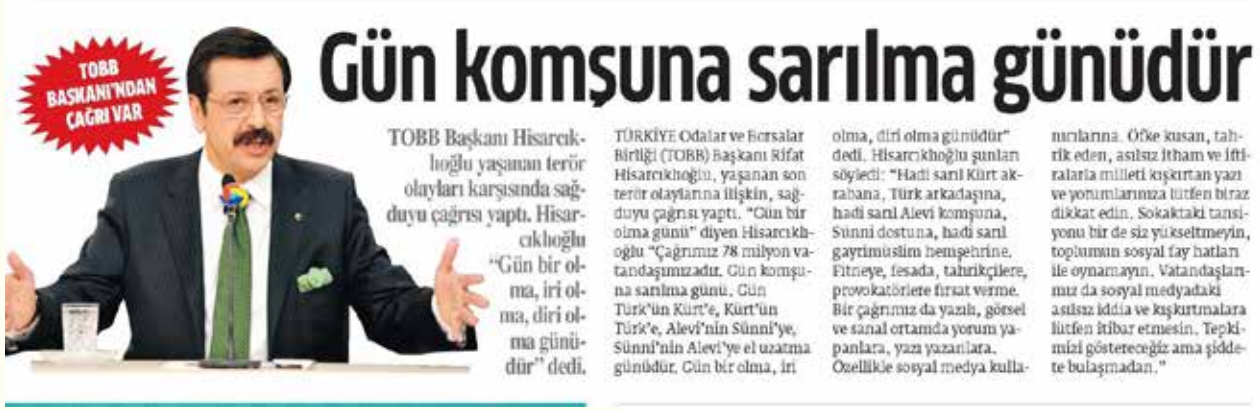 TOBB
BAŞKANI'NDAN
ÇAĞRI VAR
Gün komşuna sarılma günüdür
TOBB Başkanı Hisarcık-
lıoğlu yaşanan terör
olayları karşısında sağ-
duyu çağrısı yaptı. Hisar-
cıklıoğlu
"Gün bir ol-
ma, iri ol-
ma, diri ol-
ma günü-
dür" dedi.
TÜRKİYE Odalar ve Borsalar
Birliği (TOBB) Başkanı Rifat
Hisarcıklıoğlu, yaşanan son
terör olaylarına ilişkin, sağ-
duyu çağrısı yaptı. "Gün bir
olma günü" diyen Hisarcıklı-
oğlu "Çağrımız 78 milyon va-
tandaşımızadır. Gün komşu-
na sarılma günü. Gün
Türk'ün Kürt'e, Kürt'ün
Türk'e, Alevi'nin Sünni'ye,
Sünni'nin Alevi'ye el uzatma
günüdür. Gün bir olma, iri
olma, diri olma günüdür"
dedi. Hisarcıklıoğlu şunları
söyledi: "Hadi sarıl Kürt ak-
rabana, Türk arkadaşına,
hadi sarıl Alevi komşuna,
Sünni dostuna, hadi sarıl
gayrimüslim hemşehrine.
Fitneye, fesada, tahrikçilere,
provokatörlere fırsat verme.
Bir çağrımız da yazılı, görsel
ve sanal ortamda yorum ya-
panlara, yazı yazanlara.
Özellikle sosyal medya kulla-
nıcılarına. Öfke kusan, tah-
rik eden, asılsız itham ve ifti-
ralarla milleti kışkırtan yazı
ve yorumlarınıza lütfen biraz
dikkat edin. Sokaktaki tansi-
yonu bir de siz yükseltmeyin,
toplumun sosyal fay hatları
ile oynamayın. Vatandaşları-
mız da sosyal medyadaki
asılsız iddia ve kışkırtmalara
lütfen itibar etmesin. Tepki-
mizi göstereceğiz ama şidde-
te bulaşmadan."